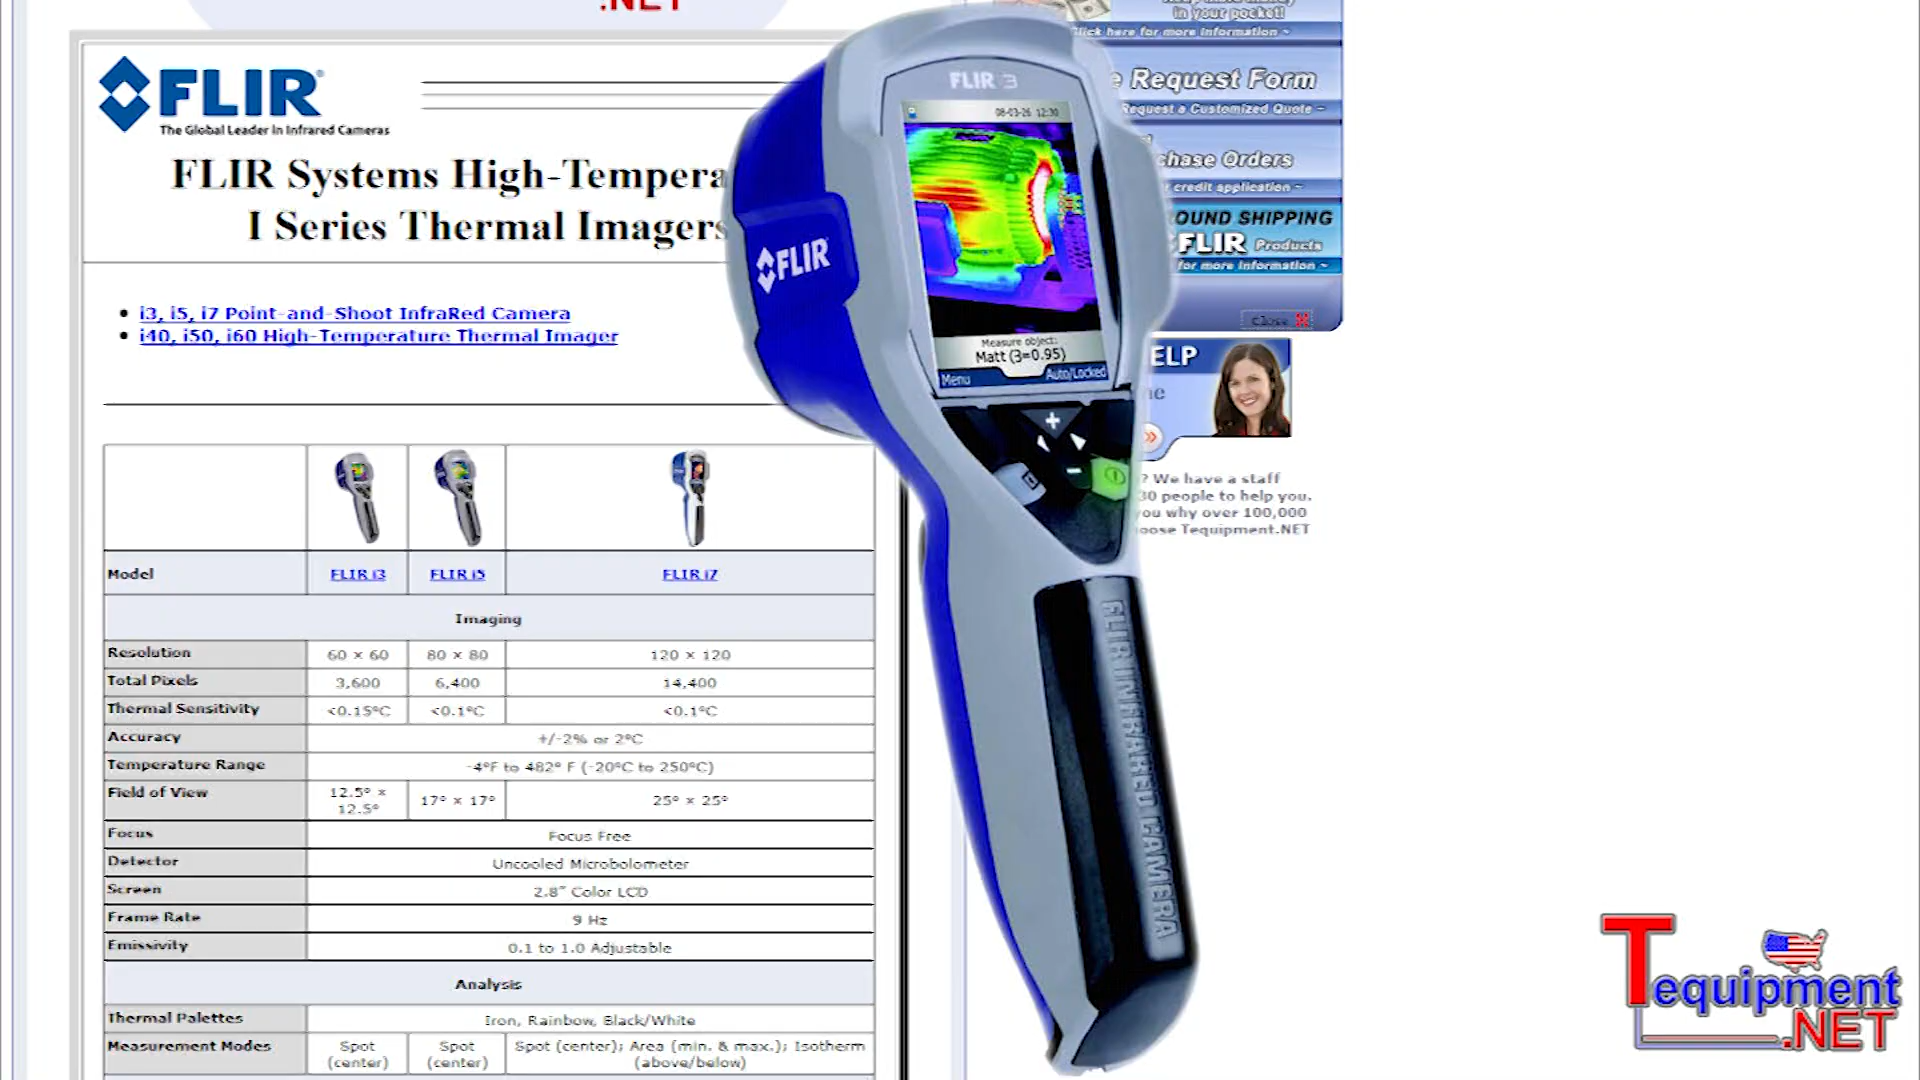 .NET
FLIR
The Global Leader In Infrared Cameras
FLIR Systems High-Tempera
I Series Thermal Imagers
i3, i5, i7 Point-and-Shoot InfraRed Camera
i40, i50, i60 High-Temperature Thermal Imager
Model FLIR i3 FLIR i5 FLIR i7
Imaging
Resolution 60 × 60 80 × 80 120 × 120
Total Pixels 3,600 6,400 14,400
Thermal Sensitivity <0.15°C <0.1°C <0.1°C
Accuracy +/-2% or 2°C
Temperature Range -4°F to 482° F (-20°C to 250°C)
Field of View 12.5° × 12.5° 17° × 17° 25° × 25°
Focus Focus Free
Detector Uncooled Microbolometer
Screen 2.8" Color LCD
Frame Rate 9 Hz
Emissivity 0.1 to 1.0 Adjustable
Analysis
Thermal Palettes Iron, Rainbow, Black/White
Measurement Modes Spot (center) Spot (center) Spot (center); Area (min. & max.); Isotherm (above/below)
FLIR i3
08-03-26 12:30
Measure object:
Matt (3=0.95)
Menu Auto/Locked
FLIR
FLIR INFRARED CAMERA
in your pocket!
Click here for more information ~
e Request Form
Request a Customized Quote ~
chase Orders
credit application ~
OUND SHIPPING
FLIR Products
for more information ~
Close
ELP
ne
? We have a staff
30 people to help you.
you why over 100,000
oose Tequipment.NET
Tequipment
.NET